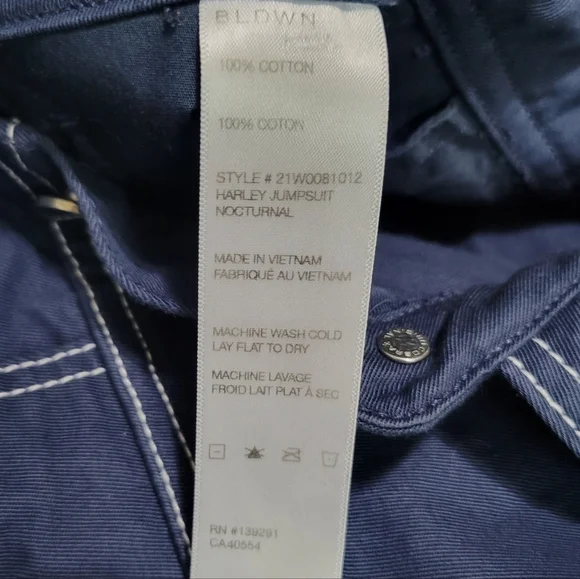 BLDWN
100% COTTON
100% COTON
STYLE # 21W0081012
HARLEY JUMPSUIT
NOCTURNAL
MADE IN VIETNAM
FABRIQUÉ AU VIETNAM
MACHINE WASH COLD
LAY FLAT TO DRY
MACHINE LAVAGE
FROID LAIT PLAT À SEC
RN #139291
CA40554